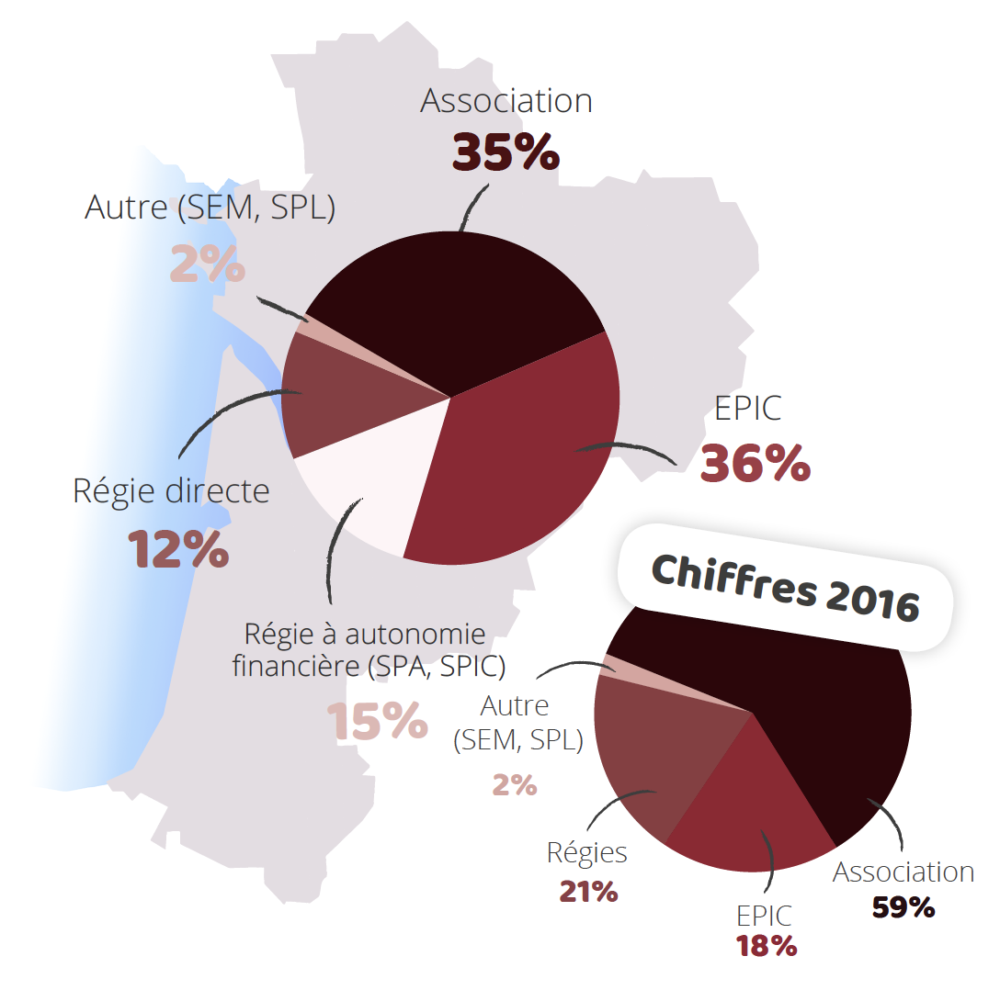 Association
35%
Autre (SEM, SPL)
2%
EPIC
36%
Régie directe
12%
Régie à autonomie
financière (SPA, SPIC)
15%
Chiffres 2016
Autre
(SEM, SPL)
2%
Régies
21%
EPIC
18%
Association
59%